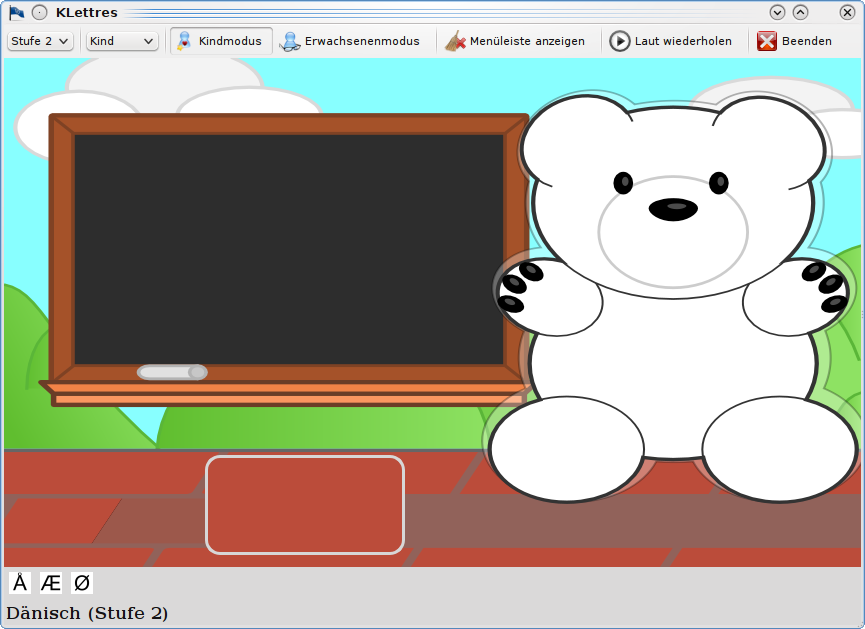 KLettres
Stufe 2 Kind Kindmodus Erwachsenenmodus Menüleiste anzeigen Laut wiederholen Beenden
Å Æ Ø
Dänisch (Stufe 2)